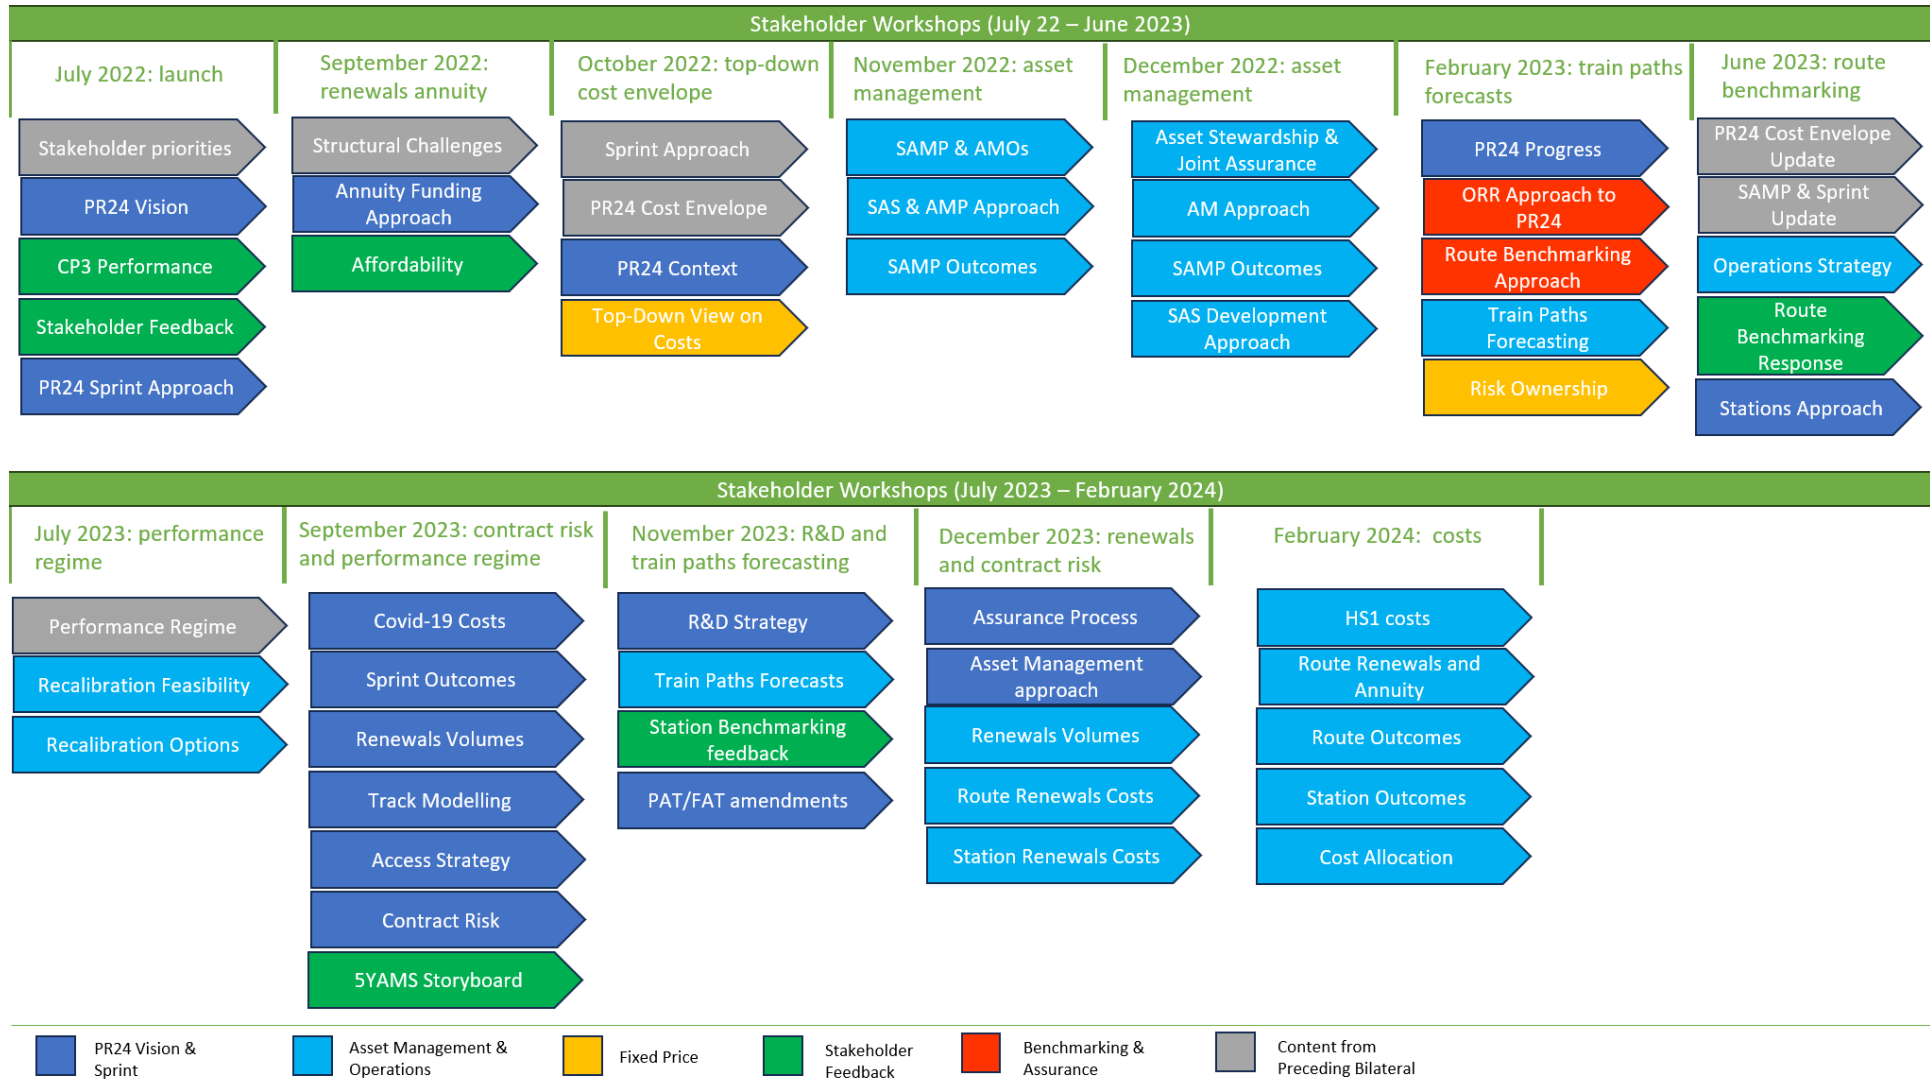 Stakeholder Workshops (July 22 – June 2023)
July 2022: launch
Stakeholder priorities
PR24 Vision
CP3 Performance
Stakeholder Feedback
PR24 Sprint Approach
September 2022:
renewals annuity
Structural Challenges
Annuity Funding
Approach
Affordability
October 2022: top-down
cost envelope
Sprint Approach
PR24 Cost Envelope
PR24 Context
Top-Down View on
Costs
November 2022: asset
management
SAMP & AMOs
SAS & AMP Approach
SAMP Outcomes
December 2022: asset
management
Asset Stewardship &
Joint Assurance
AM Approach
SAMP Outcomes
SAS Development
Approach
February 2023: train paths
forecasts
PR24 Progress
ORR Approach to
PR24
Route Benchmarking
Approach
Train Paths
Forecasting
Risk Ownership
June 2023: route
benchmarking
PR24 Cost Envelope
Update
SAMP & Sprint
Update
Operations Strategy
Route
Benchmarking
Response
Stations Approach
Stakeholder Workshops (July 2023 – February 2024)
July 2023: performance
regime
Performance Regime
Recalibration Feasibility
Recalibration Options
September 2023: contract risk
and performance regime
Covid-19 Costs
Sprint Outcomes
Renewals Volumes
Track Modelling
Access Strategy
Contract Risk
5YAMS Storyboard
November 2023: R&D and
train paths forecasting
R&D Strategy
Train Paths Forecasts
Station Benchmarking
feedback
PAT/FAT amendments
December 2023: renewals
and contract risk
Assurance Process
Asset Management
approach
Renewals Volumes
Route Renewals Costs
Station Renewals Costs
February 2024:  costs
HS1 costs
Route Renewals and
Annuity
Route Outcomes
Station Outcomes
Cost Allocation
PR24 Vision &
Sprint
Asset Management &
Operations
Fixed Price
Stakeholder
Feedback
Benchmarking &
Assurance
Content from
Preceding Bilateral